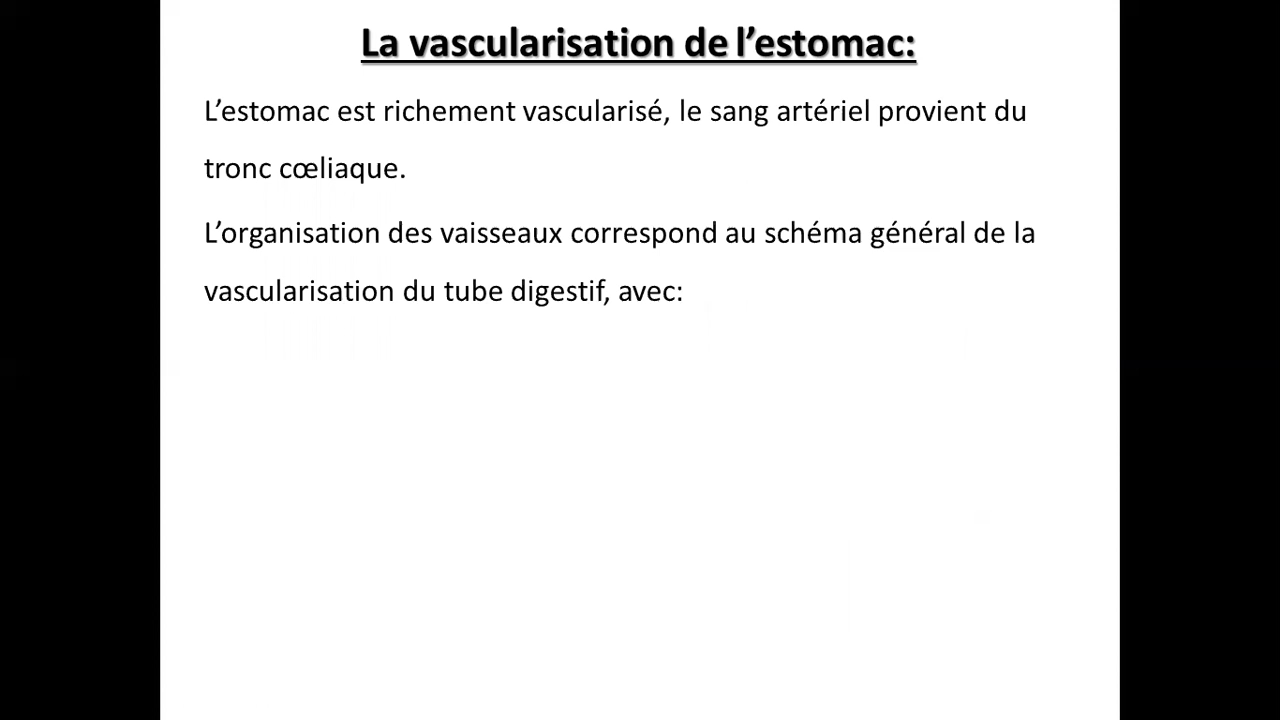 La vascularisation de l’estomac:
L’estomac est richement vascularisé, le sang artériel provient du
tronc cœliaque.
L’organisation des vaisseaux correspond au schéma général de la
vascularisation du tube digestif, avec: